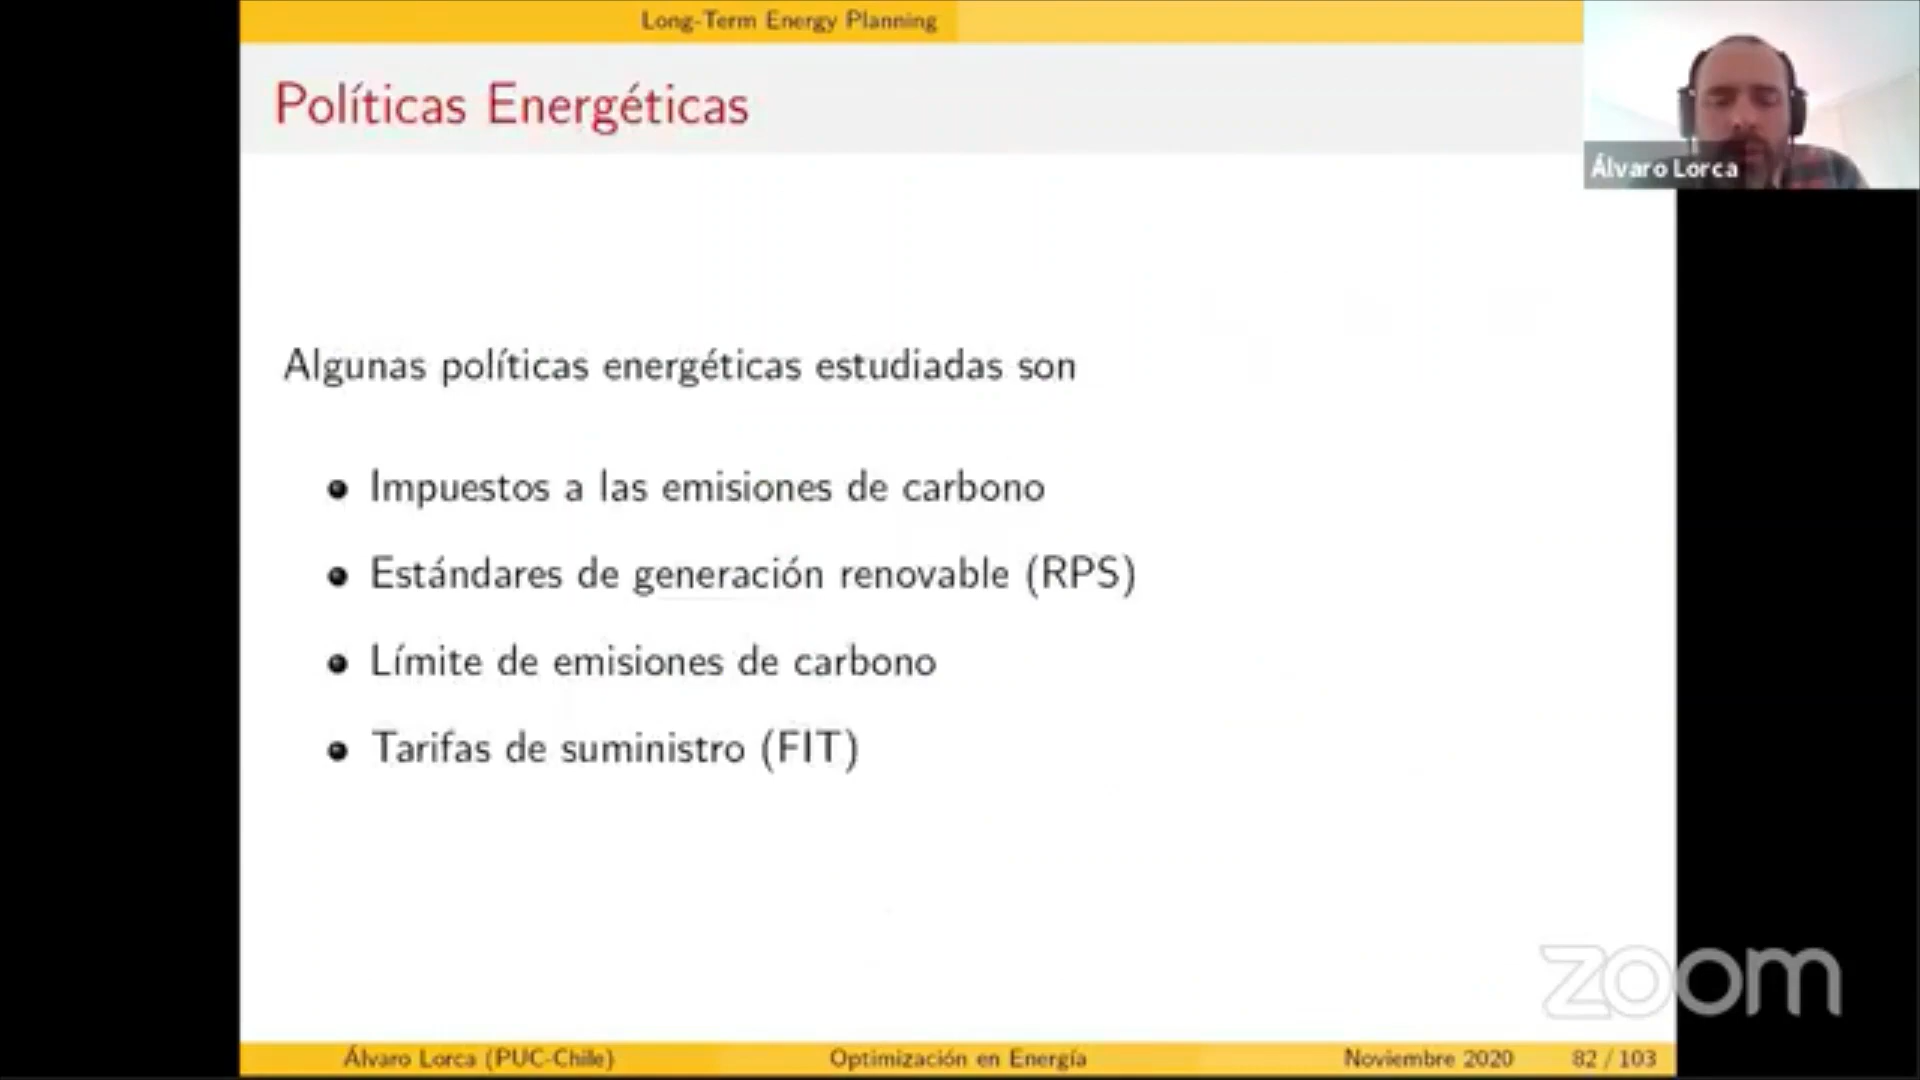 Long-Term Energy Planning
Políticas Energéticas
Álvaro Lorca
Algunas políticas energéticas estudiadas son
Impuestos a las emisiones de carbono
Estándares de generación renovable (RPS)
Límite de emisiones de carbono
Tarifas de suministro (FIT)
zoom
Álvaro Lorca (PUC-Chile) Optimización en Energía Noviembre 2020 82 / 103